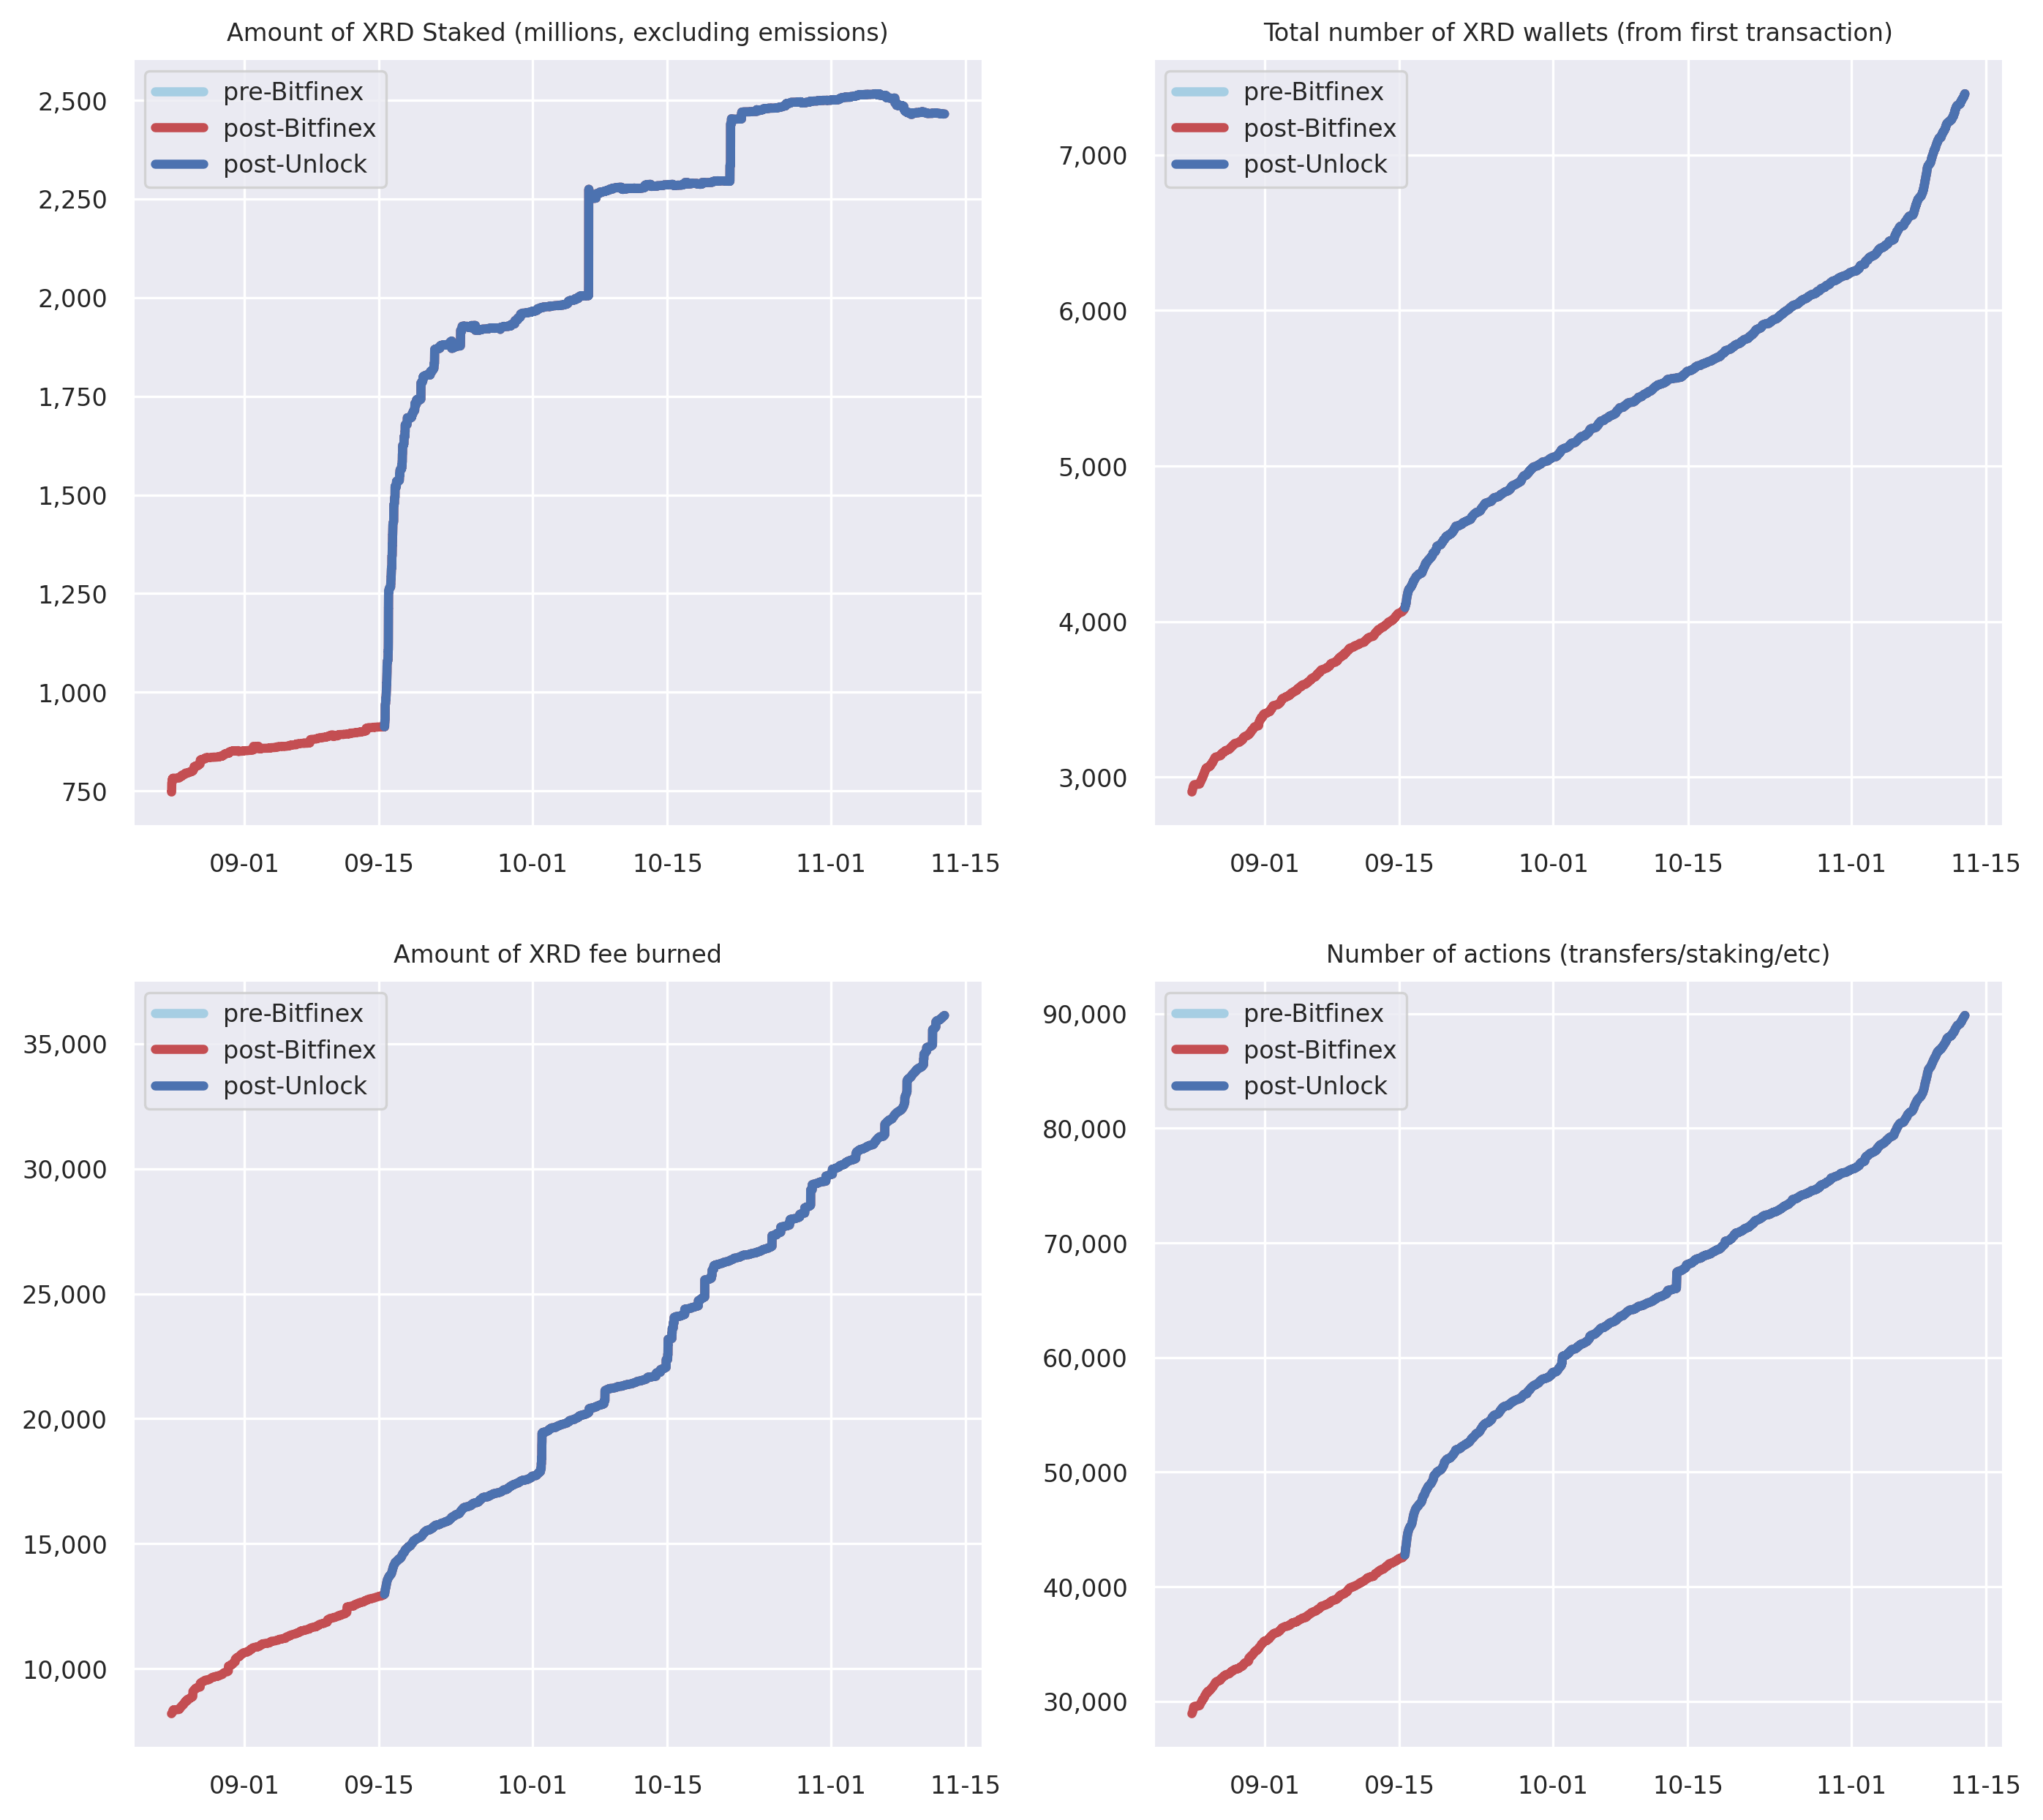 Amount of XRD Staked (millions, excluding emissions)
pre-Bitfinex
post-Bitfinex
post-Unlock
2,500
2,250
2,000
1,750
1,500
1,250
1,000
750
09-01 09-15 10-01 10-15 11-01 11-15
Total number of XRD wallets (from first transaction)
pre-Bitfinex
post-Bitfinex
post-Unlock
7,000
6,000
5,000
4,000
3,000
09-01 09-15 10-01 10-15 11-01 11-15
Amount of XRD fee burned
pre-Bitfinex
post-Bitfinex
post-Unlock
35,000
30,000
25,000
20,000
15,000
10,000
09-01 09-15 10-01 10-15 11-01 11-15
Number of actions (transfers/staking/etc)
pre-Bitfinex
post-Bitfinex
post-Unlock
90,000
80,000
70,000
60,000
50,000
40,000
30,000
09-01 09-15 10-01 10-15 11-01 11-15